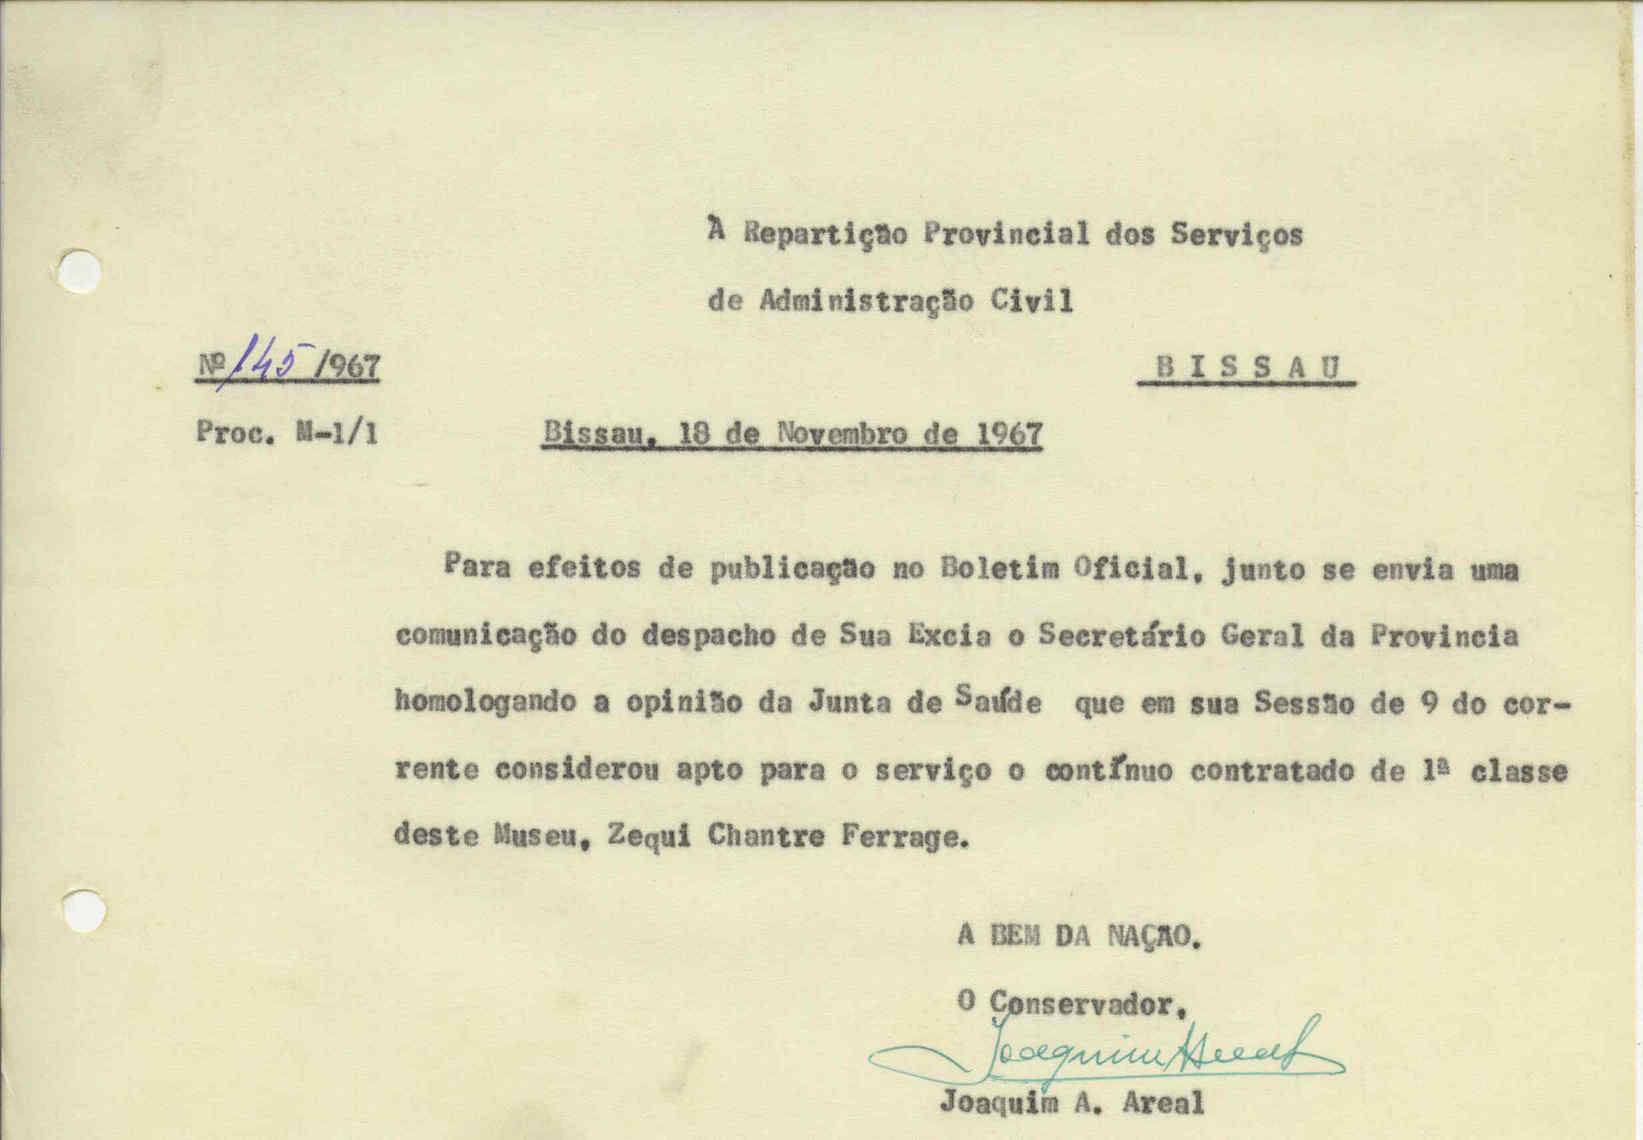 À Repartição Provincial dos Serviços
de Administração Civil
Nº 145/967
B I S S A U
Proc. M-1/1
Bissau, 18 de Novembro de 1967
Para efeitos de publicação no Boletim Oficial, junto se envia uma
comunicação do despacho de Sua Excia o Secretário Geral da Provincia
homologando a opinião da Junta de Saúde que em sua Sessão de 9 do cor-
rente considerou apto para o serviço o contínuo contratado de 1ª classe
deste Museu, Zequi Chantre Ferrage.
A BEM DA NAÇÃO.
O Conservador,
Joaquim Areal
Joaquim A. Areal